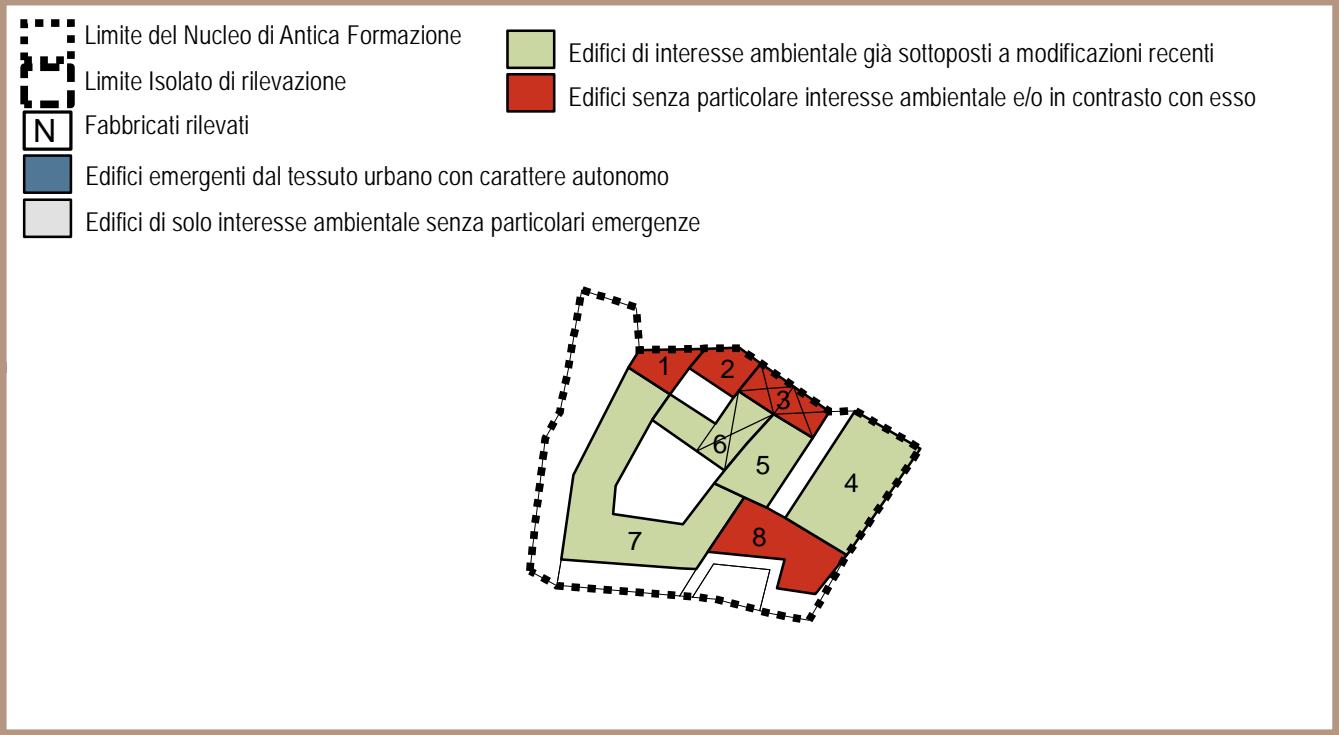 Limite del Nucleo di Antica Formazione
Limite Isolato di rilevazione
N Fabbricati rilevati
Edifici emergenti dal tessuto urbano con carattere autonomo
Edifici di solo interesse ambientale senza particolari emergenze
Edifici di interesse ambientale già sottoposti a modificazioni recenti
Edifici senza particolare interesse ambientale e/o in contrasto con esso
1
2
3
6
5
4
7
8